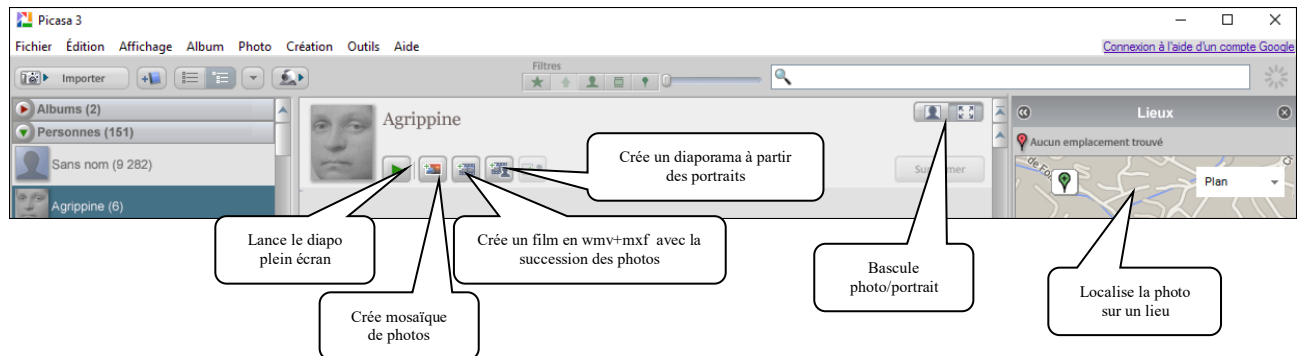 Picasa 3
Fichier Édition Affichage Album Photo Création Outils Aide
Connexion à l'aide d'un compte Google
Importer
Filtres
Albums (2)
Personnes (151)
Sans nom (9 282)
Agrippine (6)
Agrippine
Lieux
Aucun emplacement trouvé
Plan
Crée un diaporama à partir
des portraits
Lance le diapo
plein écran
Crée un film en wmv+mxf avec la
succession des photos
Bascule
photo/portrait
Localise la photo
sur un lieu
Crée mosaïque
de photos